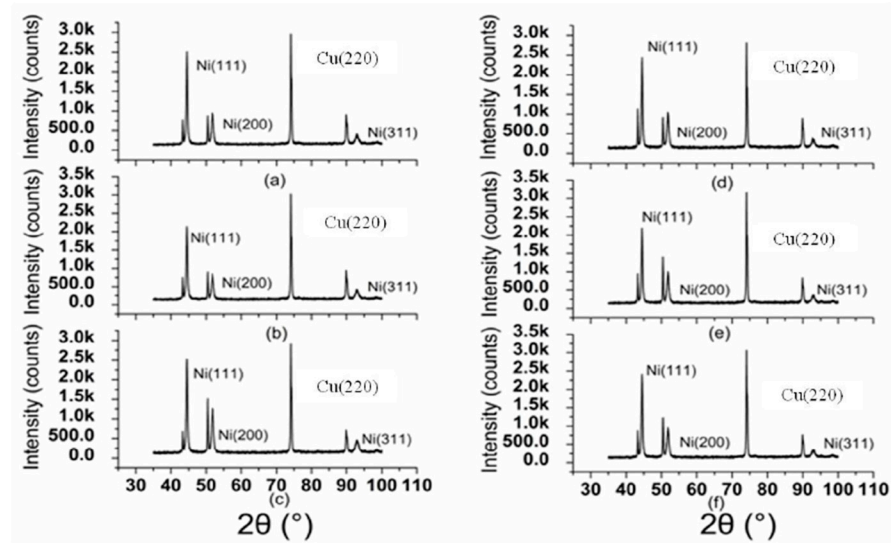 Intensity (counts)
3.0k
2.5k
2.0k
1.5k
1.0k
500.0
0.0
Ni(111)
Cu(220)
Ni(200)
Ni(311)
(a)
Intensity (counts)
3.5k
3.0k
2.5k
2.0k
1.5k
1.0k
500.0
0.0
Ni(111)
Cu(220)
Ni(200)
Ni(311)
(b)
Intensity (counts)
3.0k
2.5k
2.0k
1.5k
1.0k
500.0
0.0
Ni(111)
Cu(220)
Ni(200)
Ni(311)
30 40 50 60 70 80 90 100 110
(c)
2θ (°)
Intensity (counts)
3.0k
2.5k
2.0k
1.5k
1.0k
500.0
0.0
Ni(111)
Cu(220)
Ni(200)
Ni(311)
(d)
Intensity (counts)
3.5k
3.0k
2.5k
2.0k
1.5k
1.0k
500.0
0.0
Ni(111)
Cu(220)
Ni(200)
Ni(311)
(e)
Intensity (counts)
3.5k
3.0k
2.5k
2.0k
1.5k
1.0k
500.0
0.0
Ni(111)
Cu(220)
Ni(200)
Ni(311)
30 40 50 60 70 80 90 100 110
(f)
2θ (°)